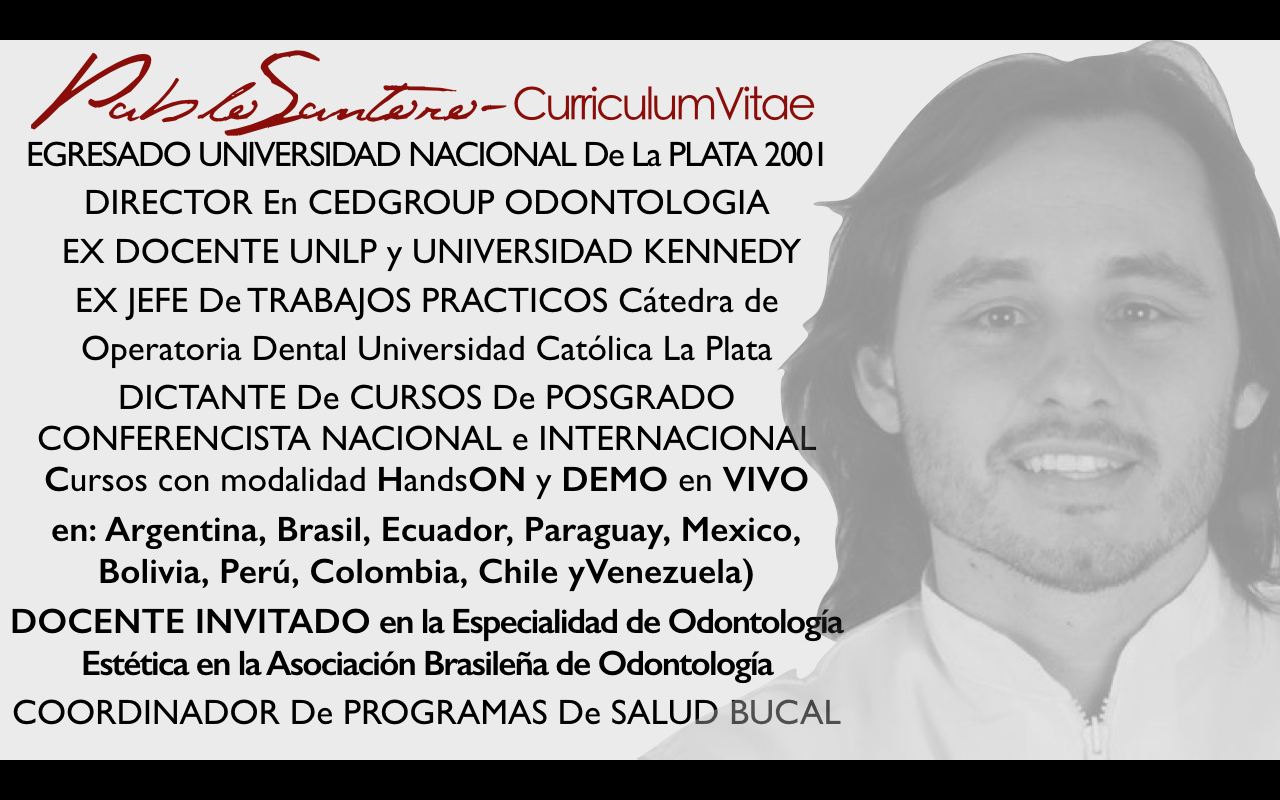 Pablo Santoro - CurriculumVitae
EGRESADO UNIVERSIDAD NACIONAL De La PLATA 2001
DIRECTOR En CEDGROUP ODONTOLOGIA
EX DOCENTE UNLP y UNIVERSIDAD KENNEDY
EX JEFE De TRABAJOS PRACTICOS Cátedra de
Operatoria Dental Universidad Católica La Plata
DICTANTE De CURSOS De POSGRADO
CONFERENCISTA NACIONAL e INTERNACIONAL
Cursos con modalidad HandsON y DEMO en VIVO
en: Argentina, Brasil, Ecuador, Paraguay, Mexico,
Bolivia, Perú, Colombia, Chile yVenezuela)
DOCENTE INVITADO en la Especialidad de Odontología
Estética en la Asociación Brasileña de Odontología
COORDINADOR De PROGRAMAS De SALUD BUCAL